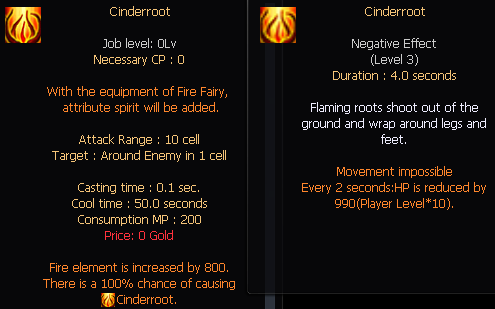 Cinderroot
Job level: 0Lv
Necessary CP : 0
With the equipment of Fire Fairy,
attribute spirit will be added.
Attack Range : 10 cell
Target : Around Enemy in 1 cell
Casting time : 0.1 sec.
Cool time : 50.0 seconds
Consumption MP : 200
Price: 0 Gold
Fire element is increased by 800.
There is a 100% chance of causing
Cinderroot.
Cinderroot
Negative Effect
(Level 3)
Duration : 4.0 seconds
Flaming roots shoot out of the
ground and wrap around legs and
feet.
Movement impossible
Every 2 seconds:HP is reduced by
990(Player Level*10).